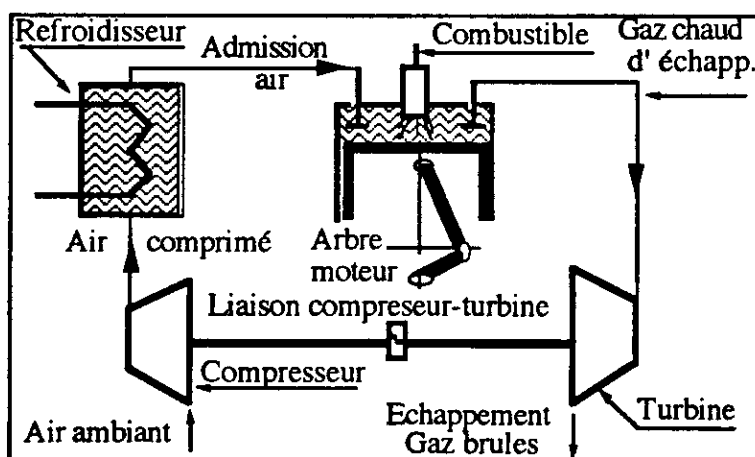 Refroidisseur
Admission
air
Combustible
Gaz chaud
d' échapp.
Air comprimé
Arbre
moteur
Liaison compreseur-turbine
Compresseur
Air ambiant
Echappement
Gaz brules
Turbine